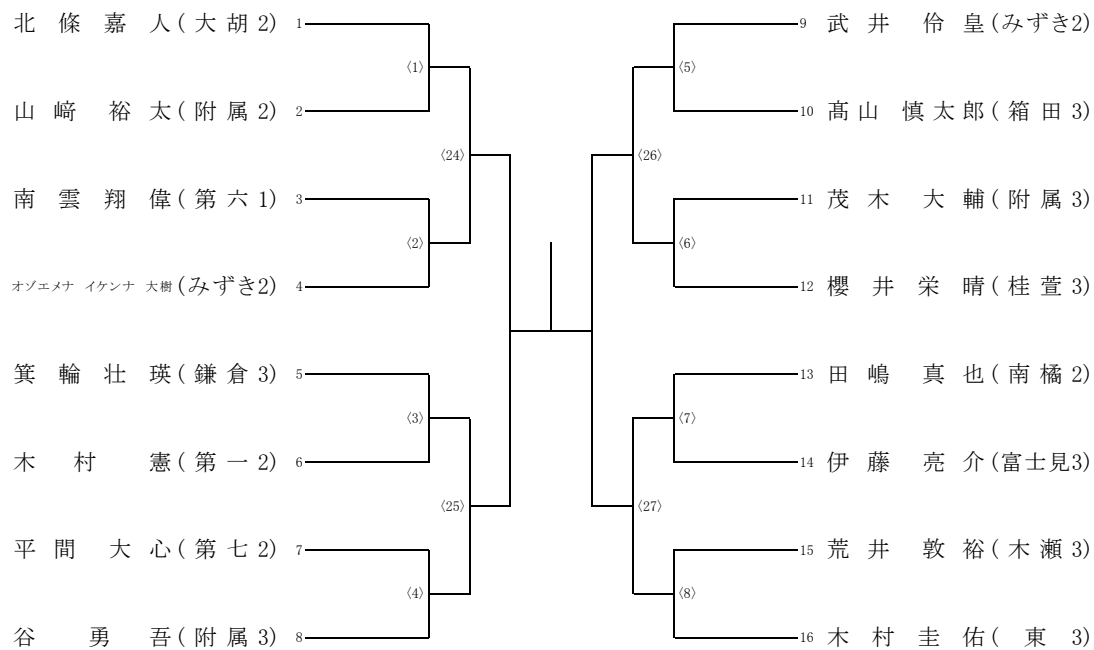 北條嘉人(大胡2) 1
〈1〉
山﨑裕太(附属2) 2
〈24〉
南雲翔偉(第六1) 3
〈2〉
オゾエメナ イケンナ 大樹(みずき2) 4
箕輪壮瑛(鎌倉3) 5
〈3〉
木村憲(第一2) 6
〈25〉
平間大心(第七2) 7
〈4〉
谷勇吾(附属3) 8
9 武井伶皇(みずき2)
〈5〉
10 髙山慎太郎(箱田3)
〈26〉
11 茂木大輔(附属3)
〈6〉
12 櫻井栄晴(桂萱3)
13 田嶋真也(南橘2)
〈7〉
14 伊藤亮介(富士見3)
〈27〉
15 荒井敦裕(木瀬3)
〈8〉
16 木村圭佑(東3)